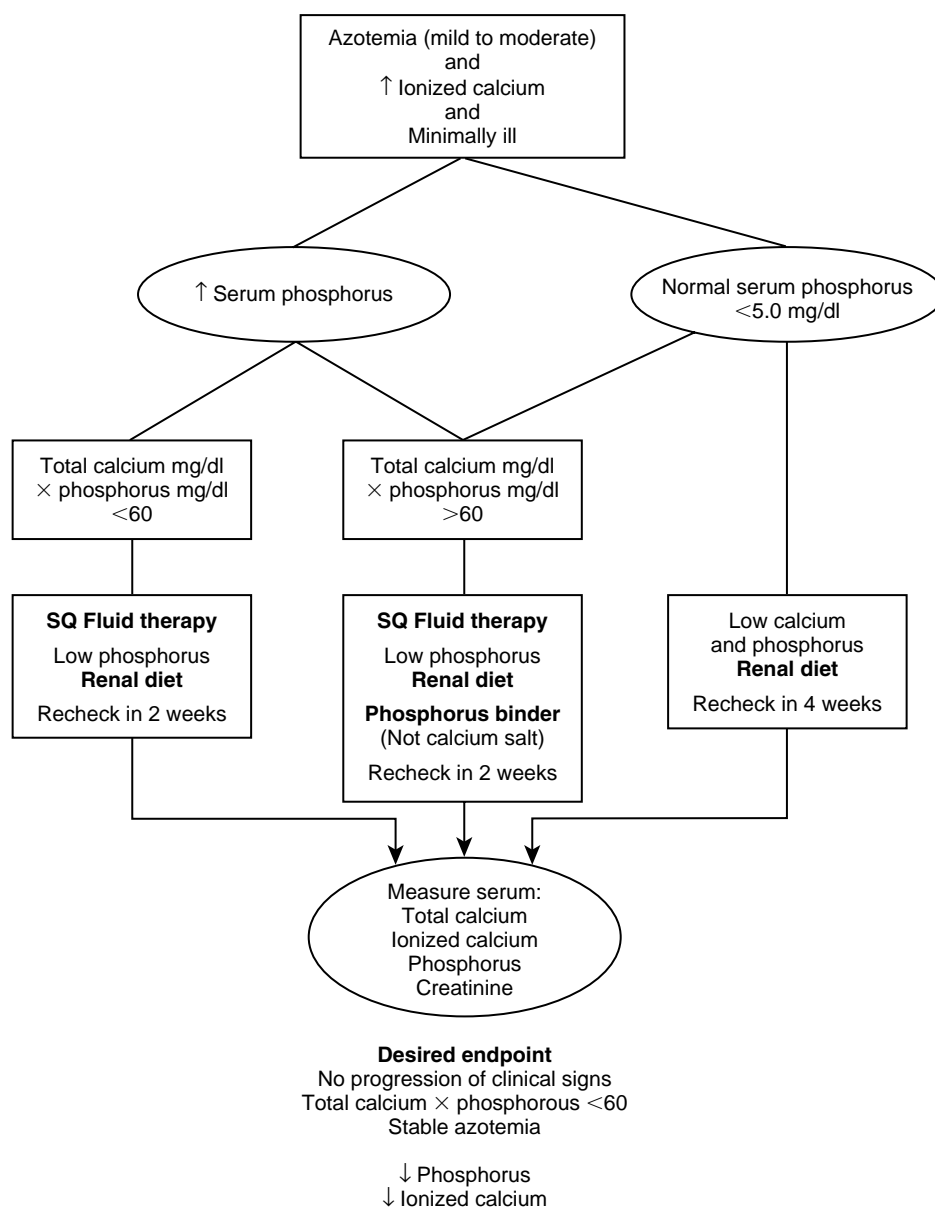 Azotemia (mild to moderate)
and
↑ Ionized calcium
and
Minimally ill
↑ Serum phosphorus
Normal serum phosphorus
<5.0 mg/dl
Total calcium mg/dl
× phosphorus mg/dl
<60
Total calcium mg/dl
× phosphorus mg/dl
>60
SQ Fluid therapy
Low phosphorus
Renal diet
Recheck in 2 weeks
SQ Fluid therapy
Low phosphorus
Renal diet
Phosphorus binder
(Not calcium salt)
Recheck in 2 weeks
Low calcium
and phosphorus
Renal diet
Recheck in 4 weeks
Measure serum:
Total calcium
Ionized calcium
Phosphorus
Creatinine
Desired endpoint
No progression of clinical signs
Total calcium × phosphorous <60
Stable azotemia
↓ Phosphorus
↓ Ionized calcium